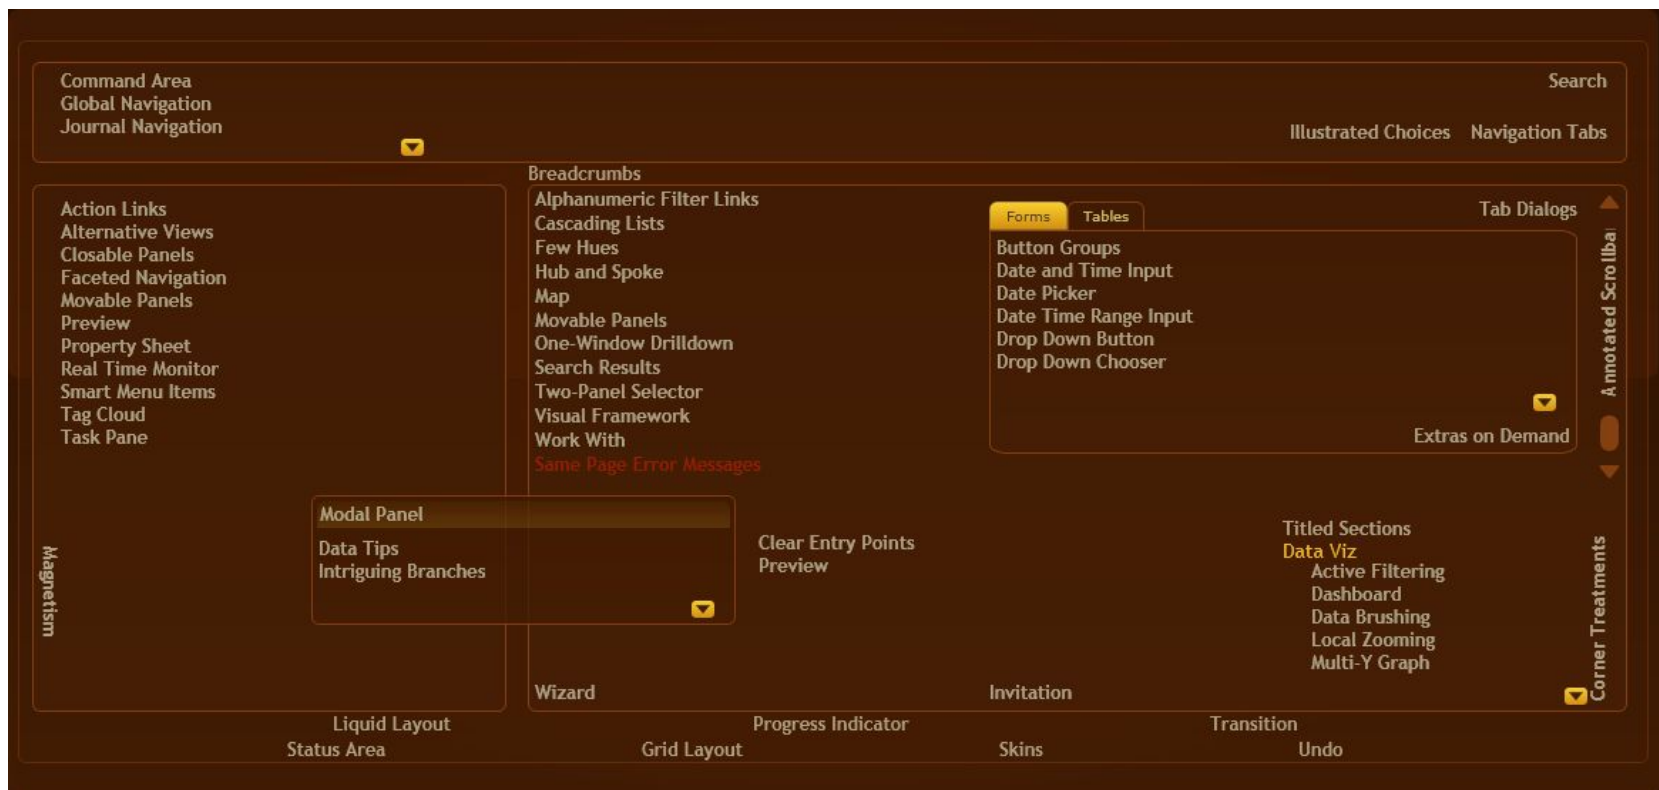 Command Area
Global Navigation
Journal Navigation
Search
Illustrated Choices
Navigation Tabs
Breadcrumbs
Action Links
Alternative Views
Closable Panels
Faceted Navigation
Movable Panels
Preview
Property Sheet
Real Time Monitor
Smart Menu Items
Tag Cloud
Task Pane
Magnetism
Alphanumeric Filter Links
Cascading Lists
Few Hues
Hub and Spoke
Map
Movable Panels
One-Window Drilldown
Search Results
Two-Panel Selector
Visual Framework
Work With
Same Page Error Messages
Forms
Tables
Tab Dialogs
Button Groups
Date and Time Input
Date Picker
Date Time Range Input
Drop Down Button
Drop Down Chooser
Extras on Demand
Annotated Scrollba
Modal Panel
Data Tips
Intriguing Branches
Clear Entry Points
Preview
Titled Sections
Data Viz
Active Filtering
Dashboard
Data Brushing
Local Zooming
Multi-Y Graph
Corner Treatments
Wizard
Invitation
Liquid Layout
Progress Indicator
Transition
Status Area
Grid Layout
Skins
Undo